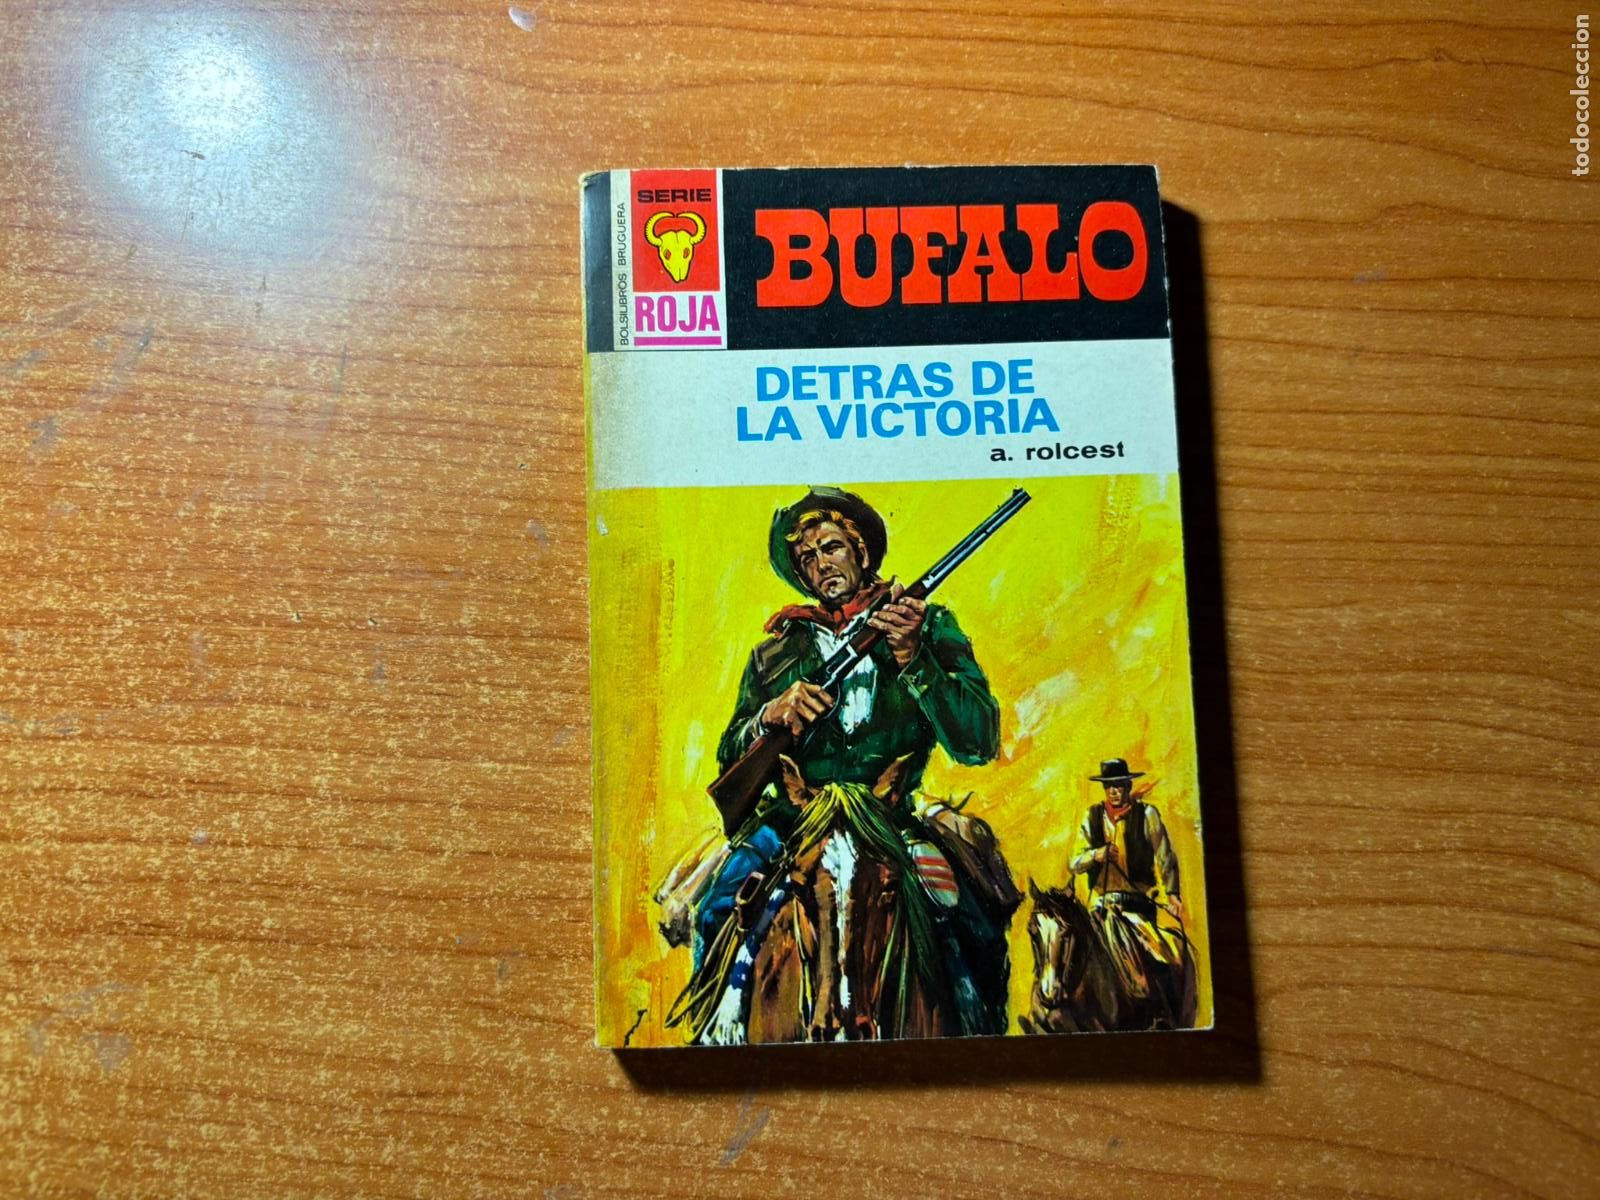 SERIE
ROJA
BOLSILIBROS BRUGUERA
BUFALO
DETRAS DE
LA VICTORIA
a. rolcest
todocoleccion